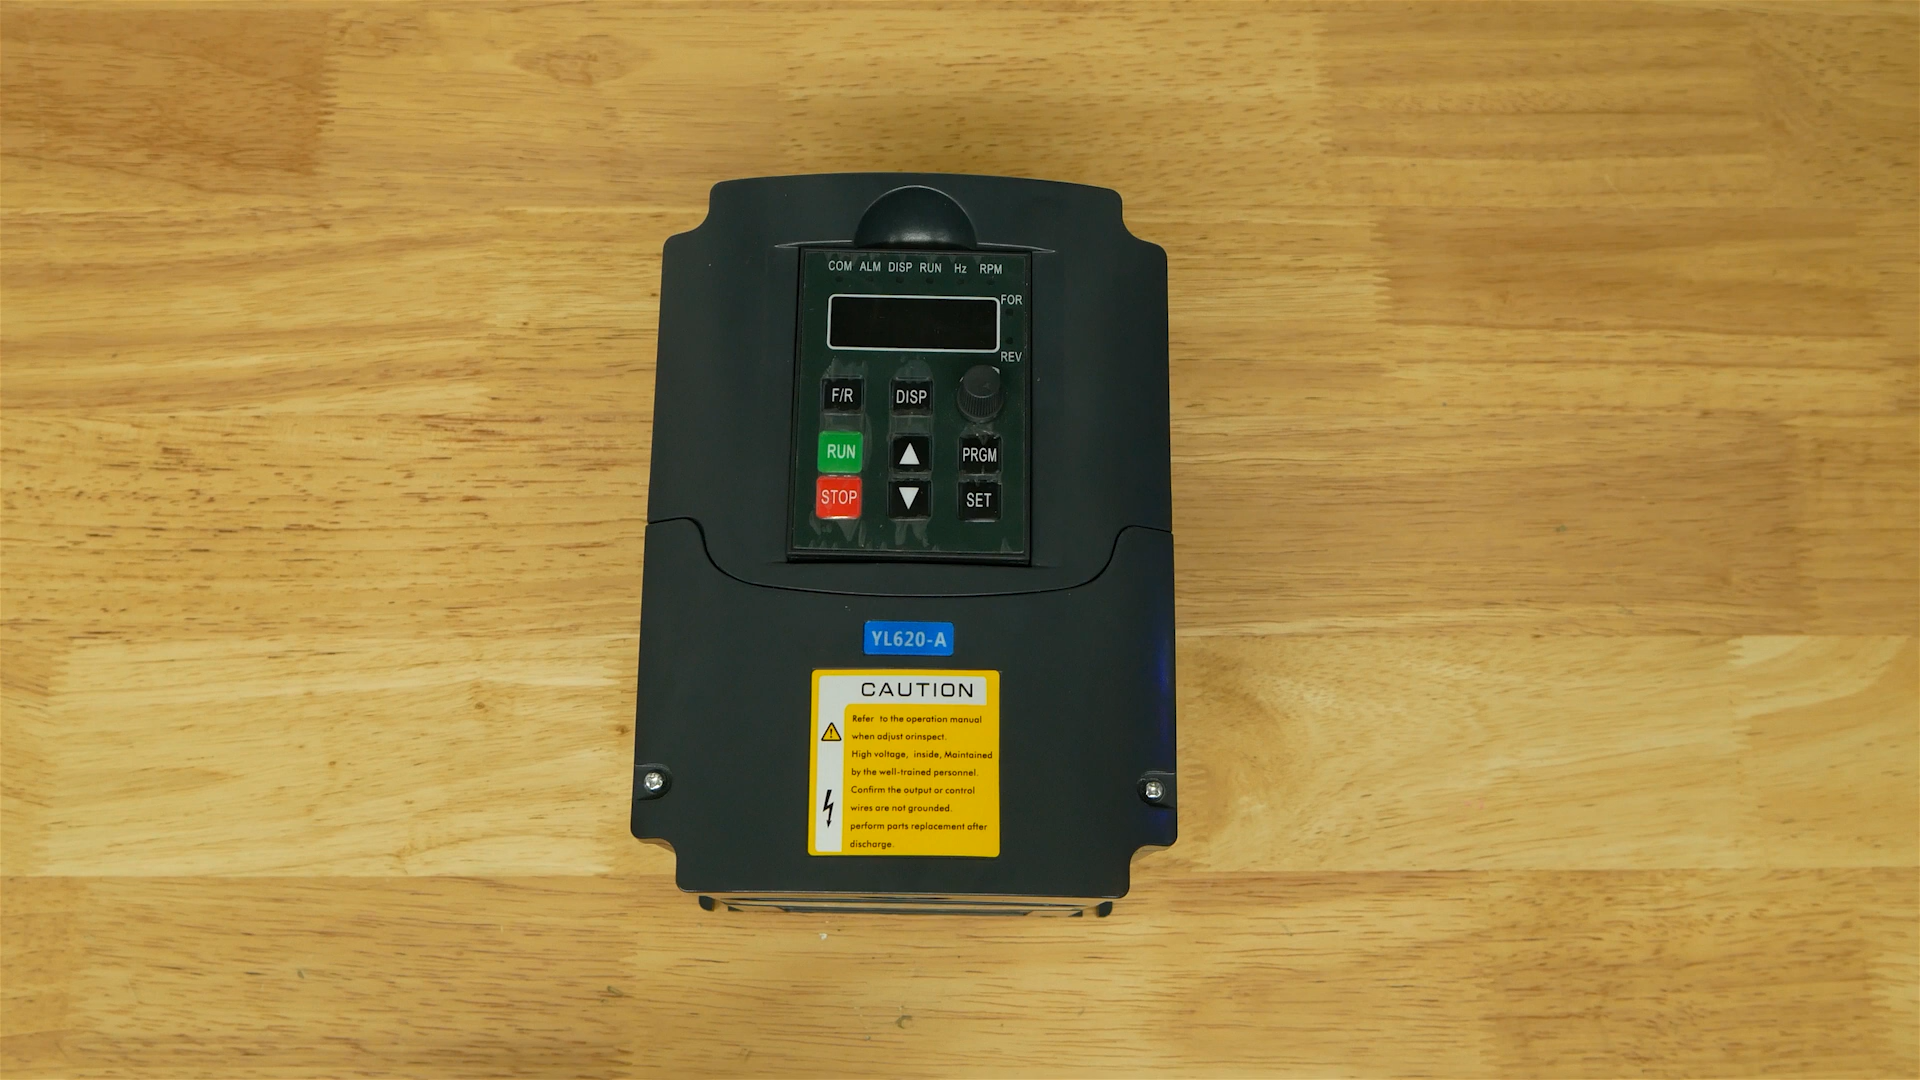 COM ALM DISP RUN Hz RPM
FOR
REV
F/R DISP
RUN PRGM
STOP SET
YL620-A
CAUTION
Refer to the operation manual
when adjust orinspect.
High voltage, inside, Maintained
by the well-trained personnel.
Confirm the output or control
wires are not grounded.
perform parts replacement after
discharge.